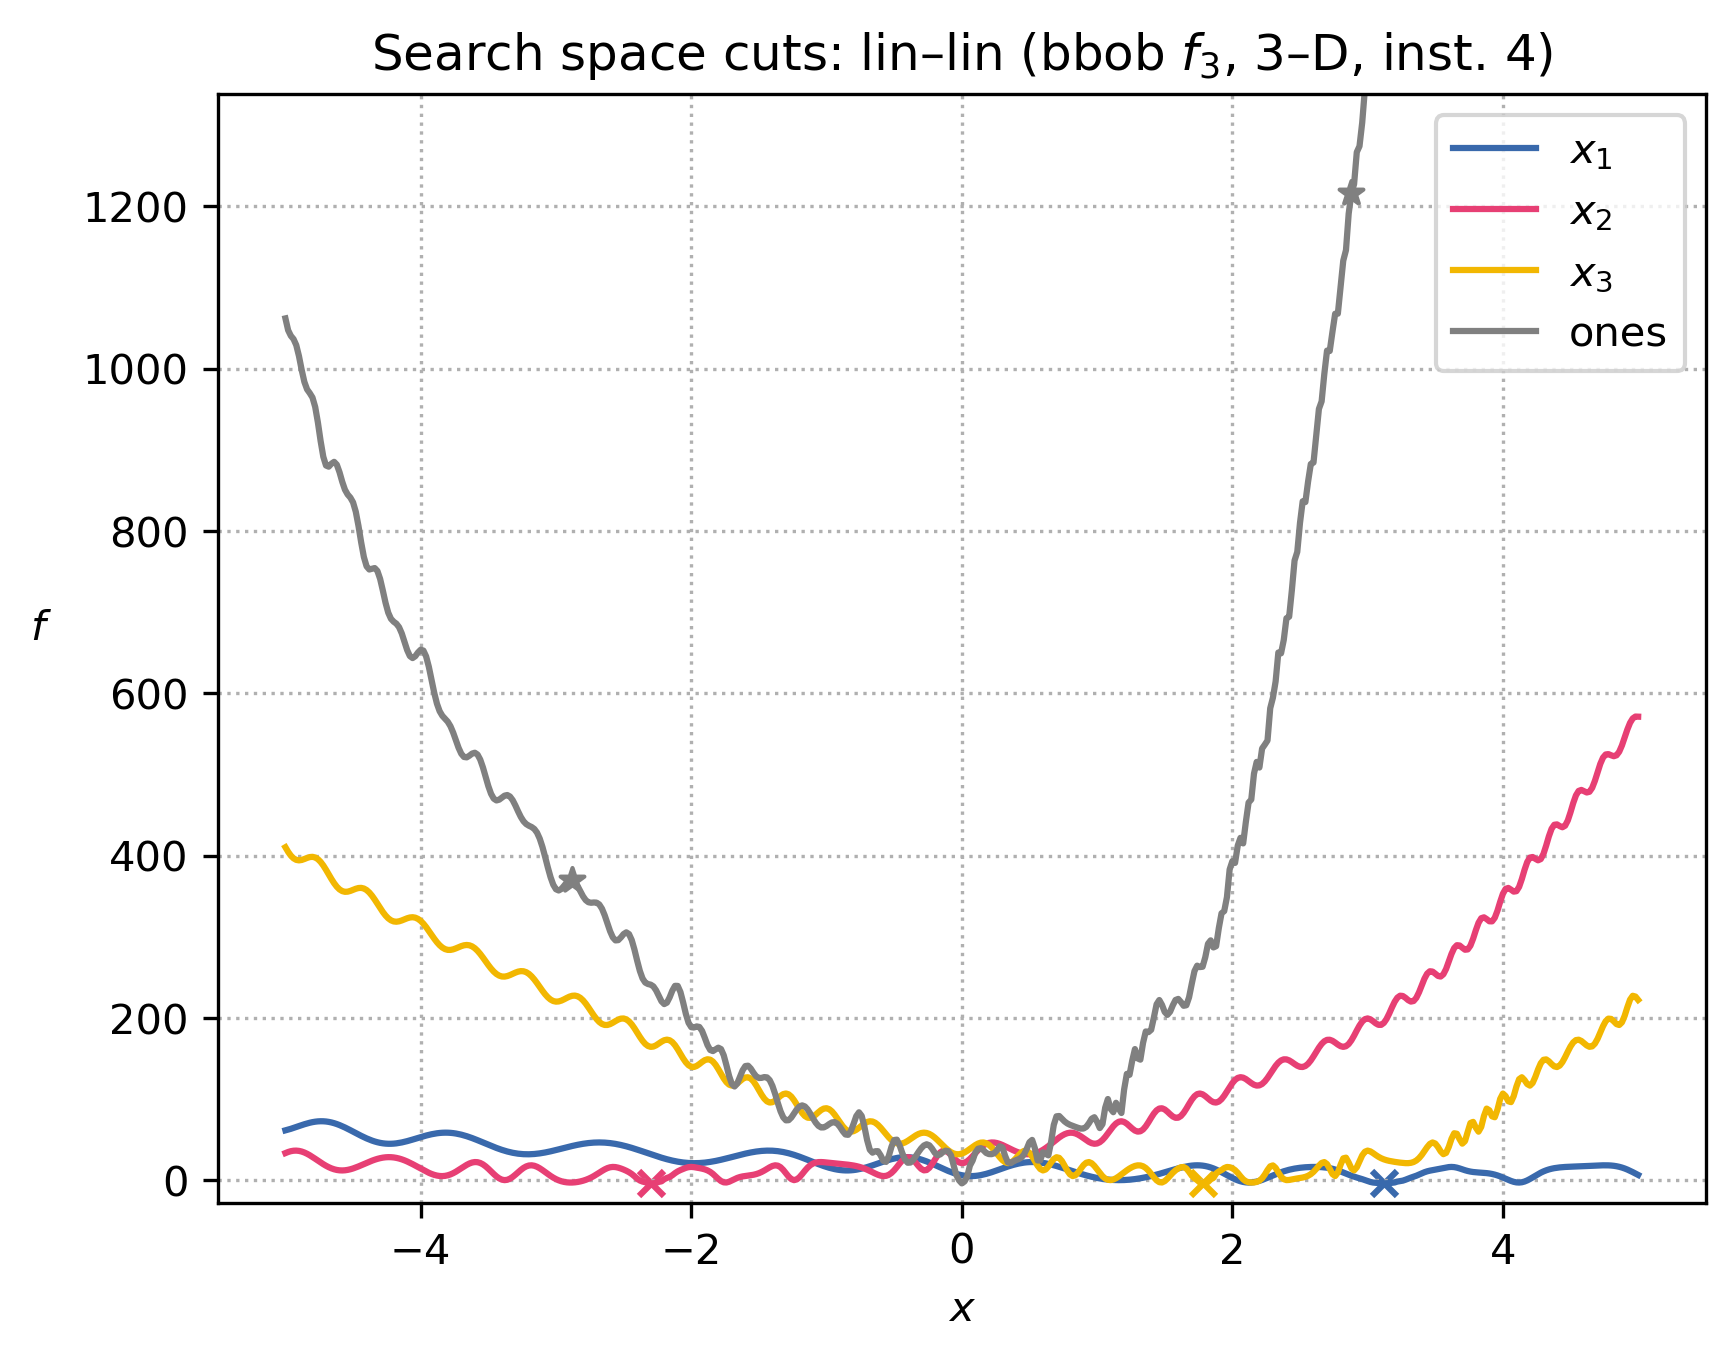 Search space cuts: lin–lin (bbob f₃, 3–D, inst. 4)
1200
1000
800
600
400
200
0
f
−4
−2
0
2
4
x
x₁
x₂
x₃
ones